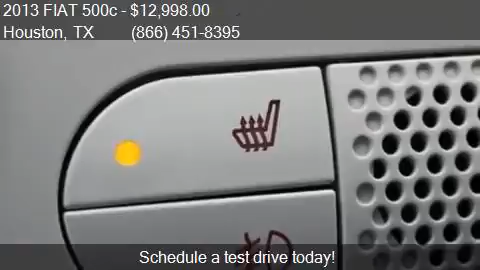 2013 FIAT 500c - $12,998.00
Houston, TX (866) 451-8395
Schedule a test drive today!